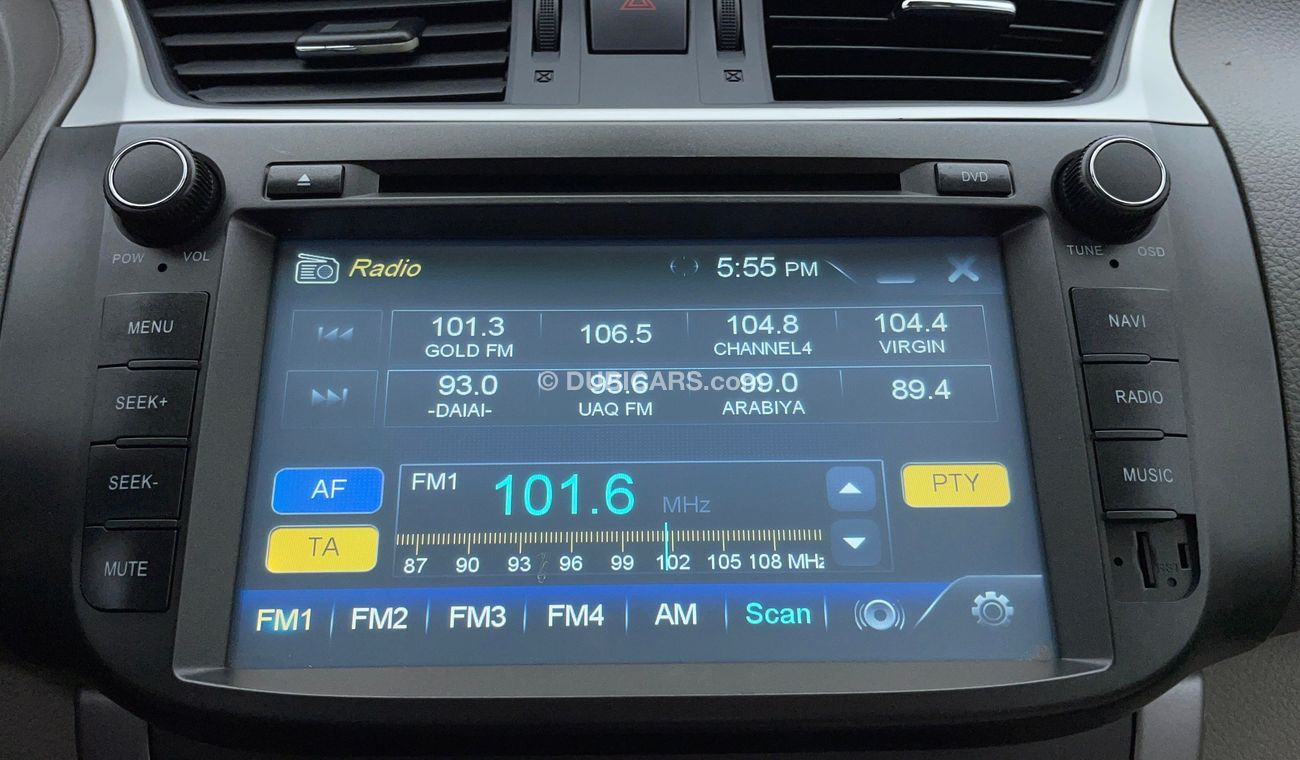 DVD
POW VOL
TUNE OSD
MENU
SEEK+
SEEK-
MUTE
Radio
5:55 PM
101.3 106.5 104.8 104.4
GOLD FM CHANNEL4 VIRGIN
93.0 95.6 99.0 89.4
-DAIAI- UAQ FM ARABIYA
© DUBICARS.com
AF
TA
FM1 101.6 MHz
87 90 93 96 99 102 105 108 MHz
PTY
FM1 FM2 FM3 FM4 AM Scan
NAVI
RADIO
MUSIC